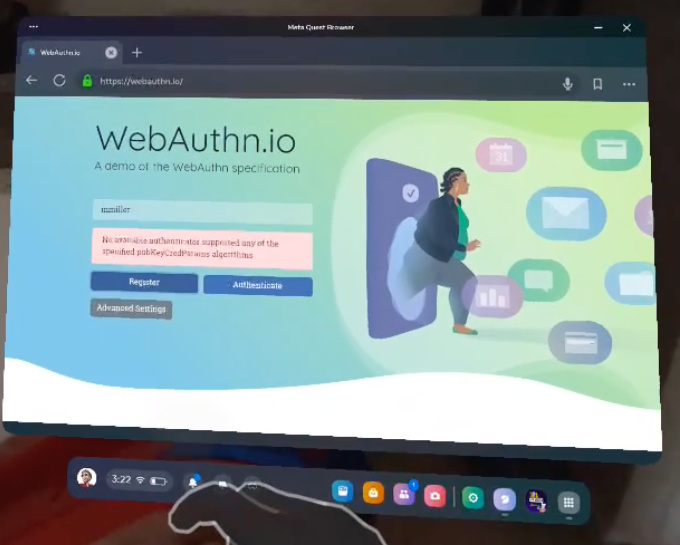 Meta Quest Browser
WebAuthn.io
https://webauthn.io/
WebAuthn.io
A demo of the WebAuthn specification
mmiller
No available authenticator supported any of the
specified pubKeyCredParams algorithms
Register
Authenticate
Advanced Settings
31
3:22